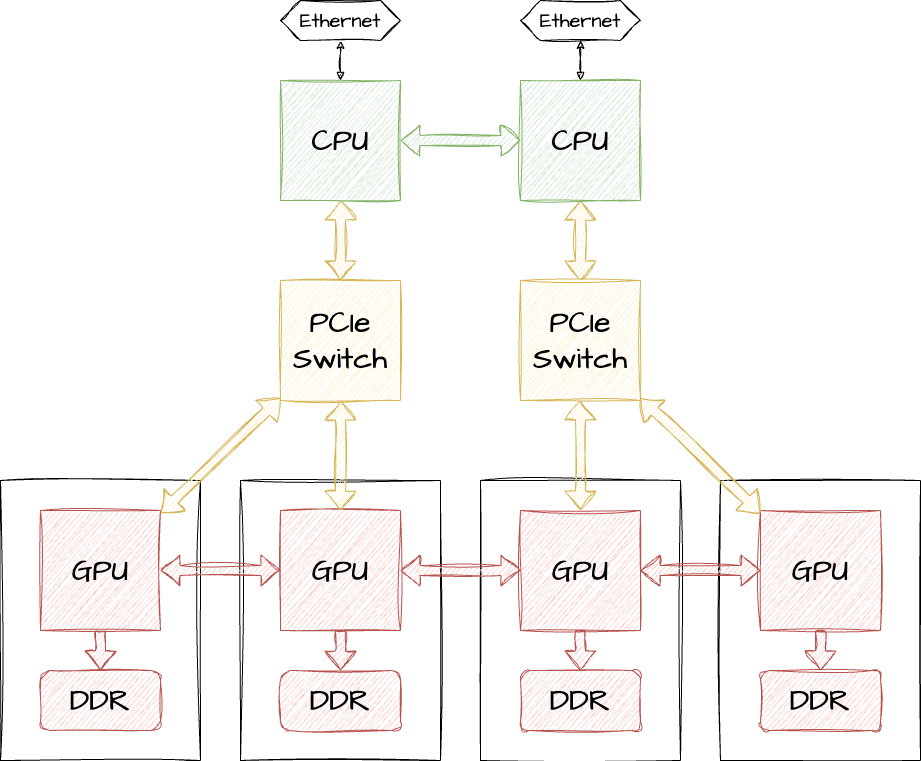 Ethernet
Ethernet
CPU
CPU
PCIe
Switch
PCIe
Switch
GPU
GPU
GPU
GPU
DDR
DDR
DDR
DDR